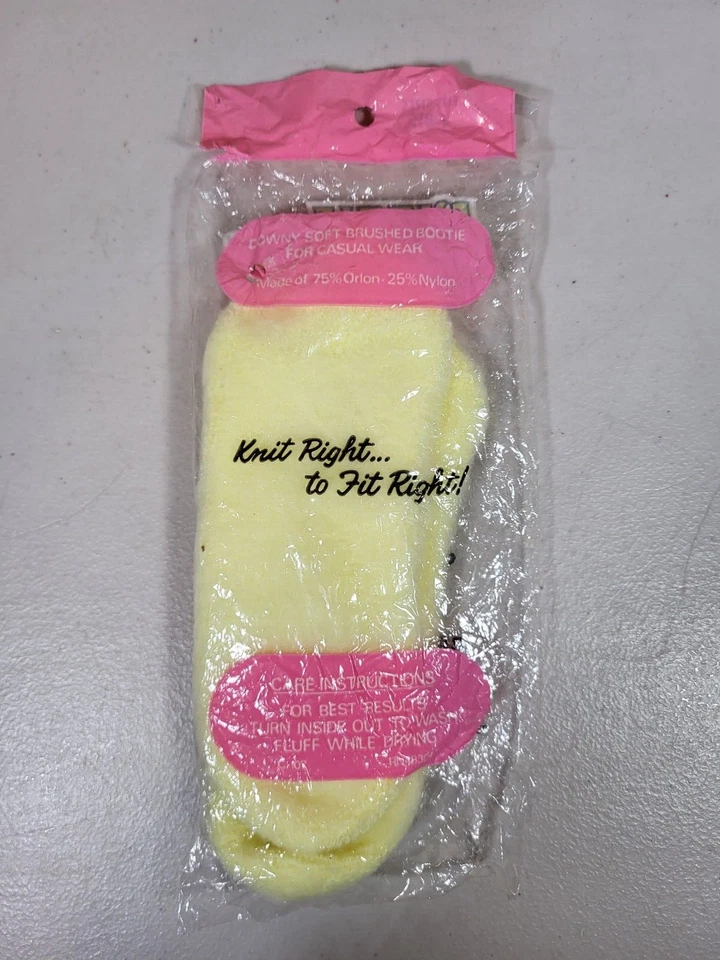 DOWNY SOFT BRUSHED BOOTIE
FOR CASUAL WEAR
Made of 75% Orlon - 25% Nylon
Knit Right...
to Fit Right!
CARE INSTRUCTIONS
FOR BEST RESULTS
TURN INSIDE OUT TO WASH
FLUFF WHILE DRYING